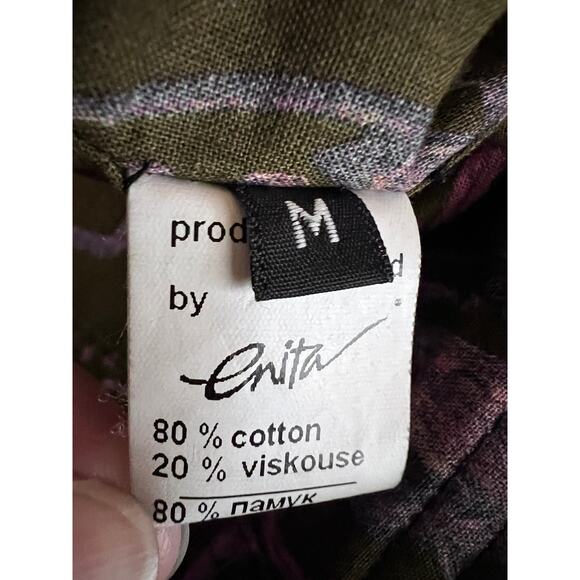 M
prod d
by
enita
80 % cotton
20 % viskouse
80 % памук